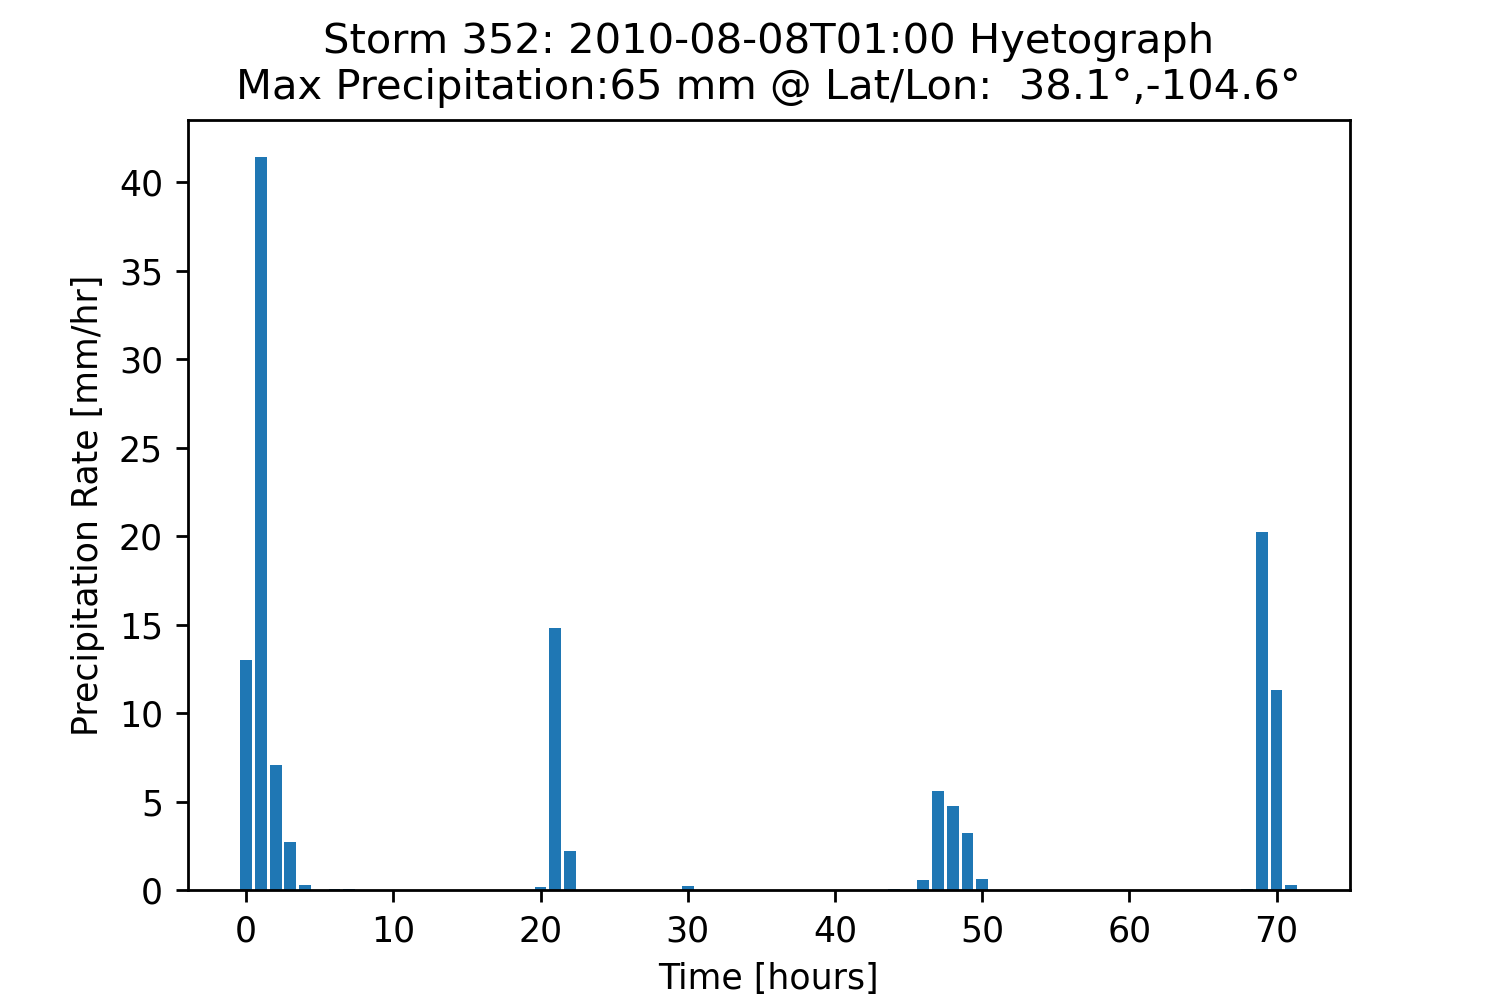 Storm 352: 2010-08-08T01:00 Hyetograph
Max Precipitation:65 mm @ Lat/Lon:  38.1°,-104.6°
Precipitation Rate [mm/hr]
40
35
30
25
20
15
10
5
0
0 10 20 30 40 50 60 70
Time [hours]